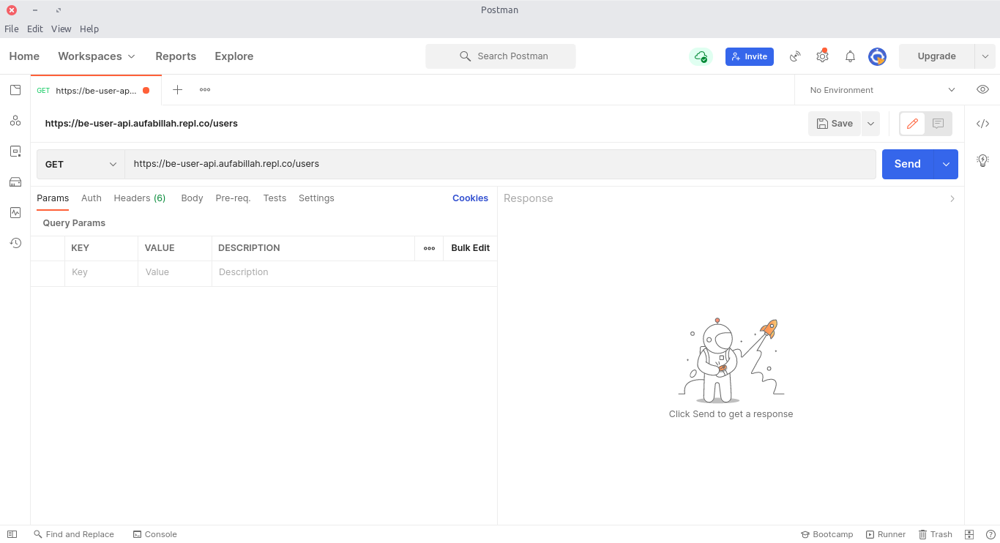 Postman
File Edit View Help
Home Workspaces Reports Explore Search Postman Invite Upgrade
GET https://be-user-ap... No Environment
https://be-user-api.aufabillah.repl.co/users Save
GET https://be-user-api.aufabillah.repl.co/users Send
Params Auth Headers (6) Body Pre-req. Tests Settings Cookies Response
Query Params
KEY VALUE DESCRIPTION Bulk Edit
Key Value Description
Click Send to get a response
Find and Replace Console Bootcamp Runner Trash